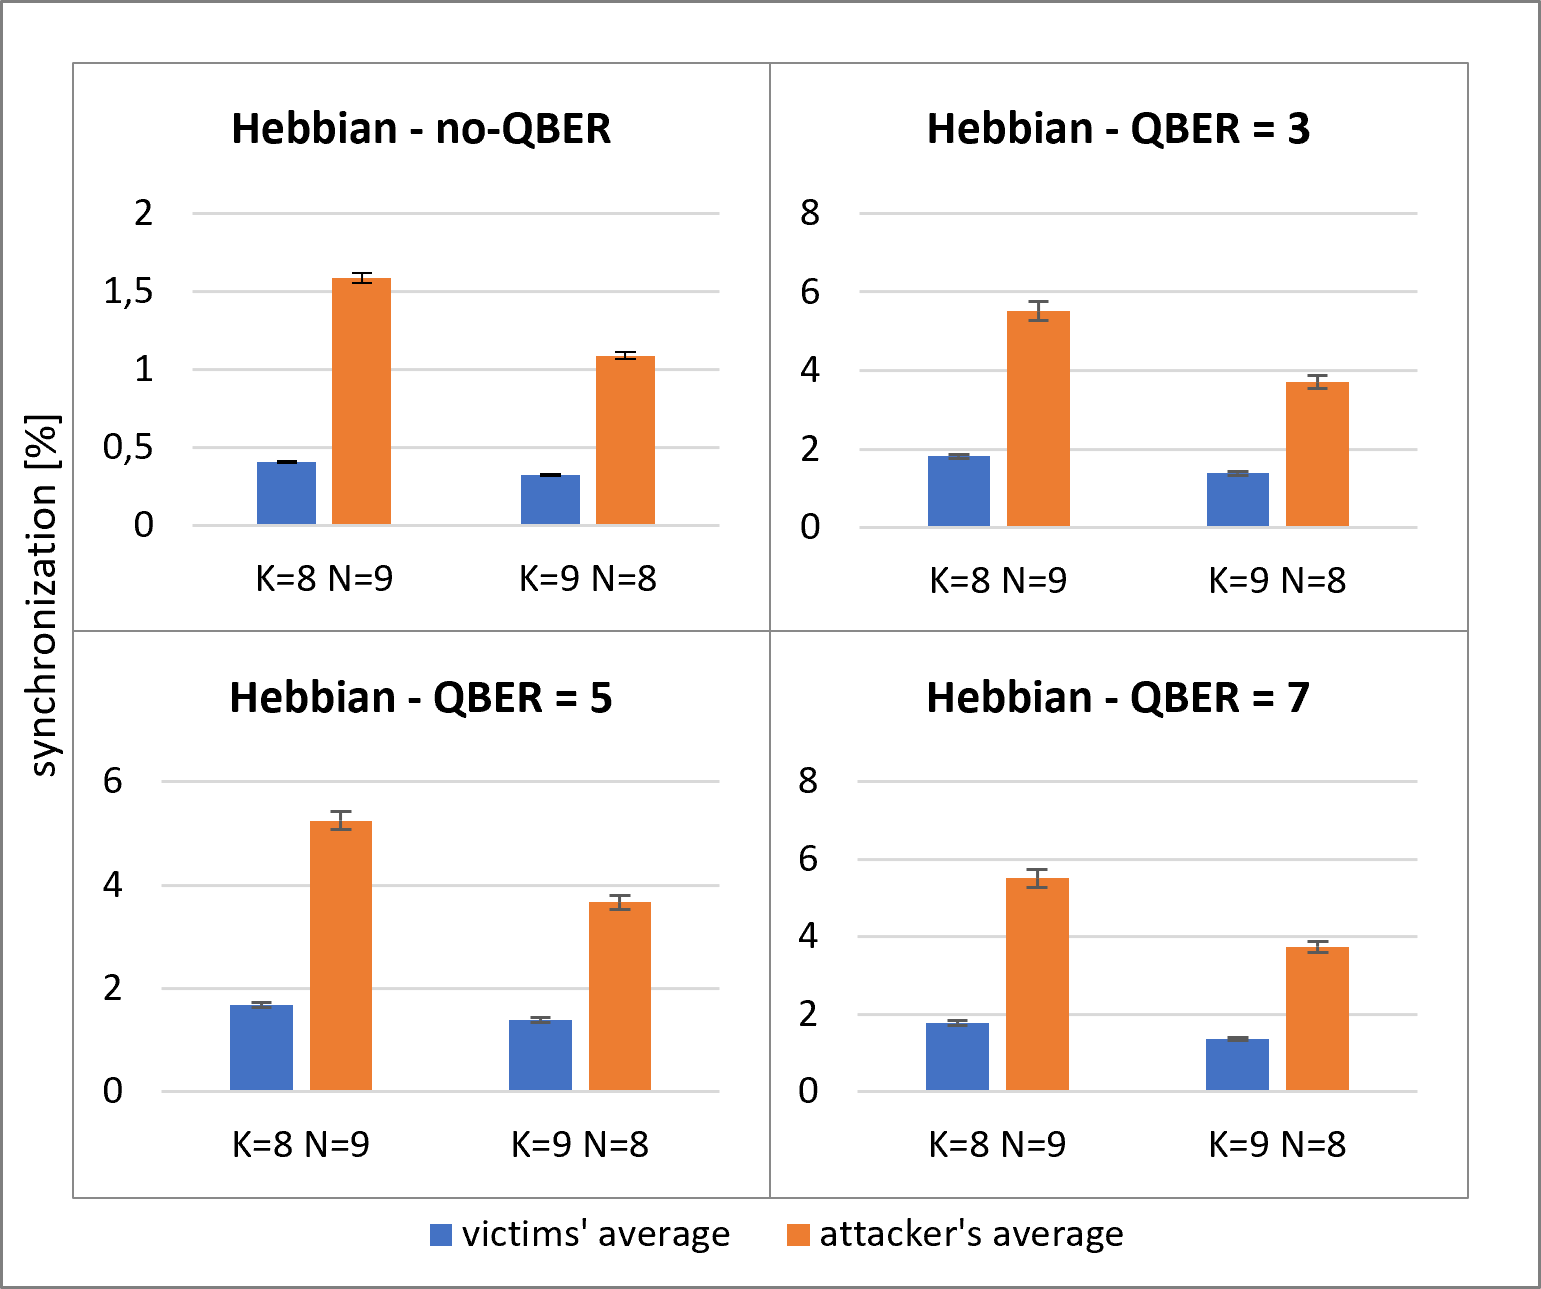 Hebbian - no-QBER
2
1,5
1
0,5
0
K=8 N=9 K=9 N=8
Hebbian - QBER = 3
8
6
4
2
0
K=8 N=9 K=9 N=8
synchronization [%]
Hebbian - QBER = 5
6
4
2
0
K=8 N=9 K=9 N=8
Hebbian - QBER = 7
8
6
4
2
0
K=8 N=9 K=9 N=8
victims' average attacker's average